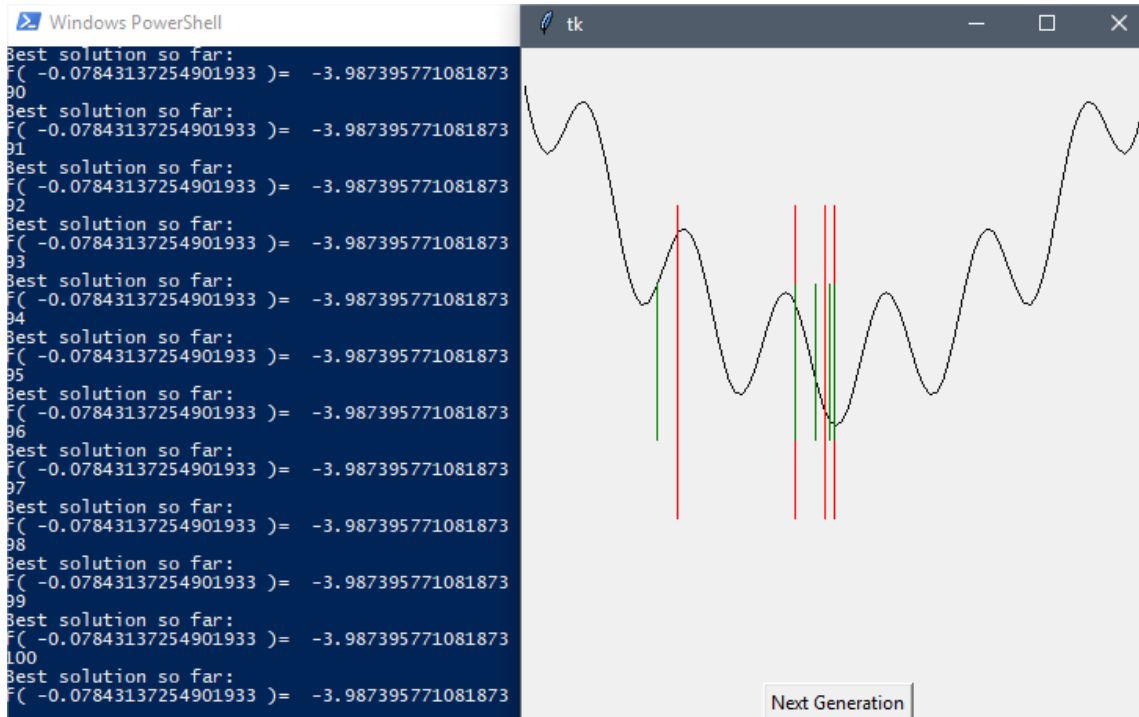 Windows PowerShell
Best solution so far:
f( -0.07843137254901933 )=  -3.987395771081873
90
Best solution so far:
f( -0.07843137254901933 )=  -3.987395771081873
91
Best solution so far:
f( -0.07843137254901933 )=  -3.987395771081873
92
Best solution so far:
f( -0.07843137254901933 )=  -3.987395771081873
93
Best solution so far:
f( -0.07843137254901933 )=  -3.987395771081873
94
Best solution so far:
f( -0.07843137254901933 )=  -3.987395771081873
95
Best solution so far:
f( -0.07843137254901933 )=  -3.987395771081873
96
Best solution so far:
f( -0.07843137254901933 )=  -3.987395771081873
97
Best solution so far:
f( -0.07843137254901933 )=  -3.987395771081873
98
Best solution so far:
f( -0.07843137254901933 )=  -3.987395771081873
99
Best solution so far:
f( -0.07843137254901933 )=  -3.987395771081873
100
Best solution so far:
f( -0.07843137254901933 )=  -3.987395771081873
tk
Next Generation